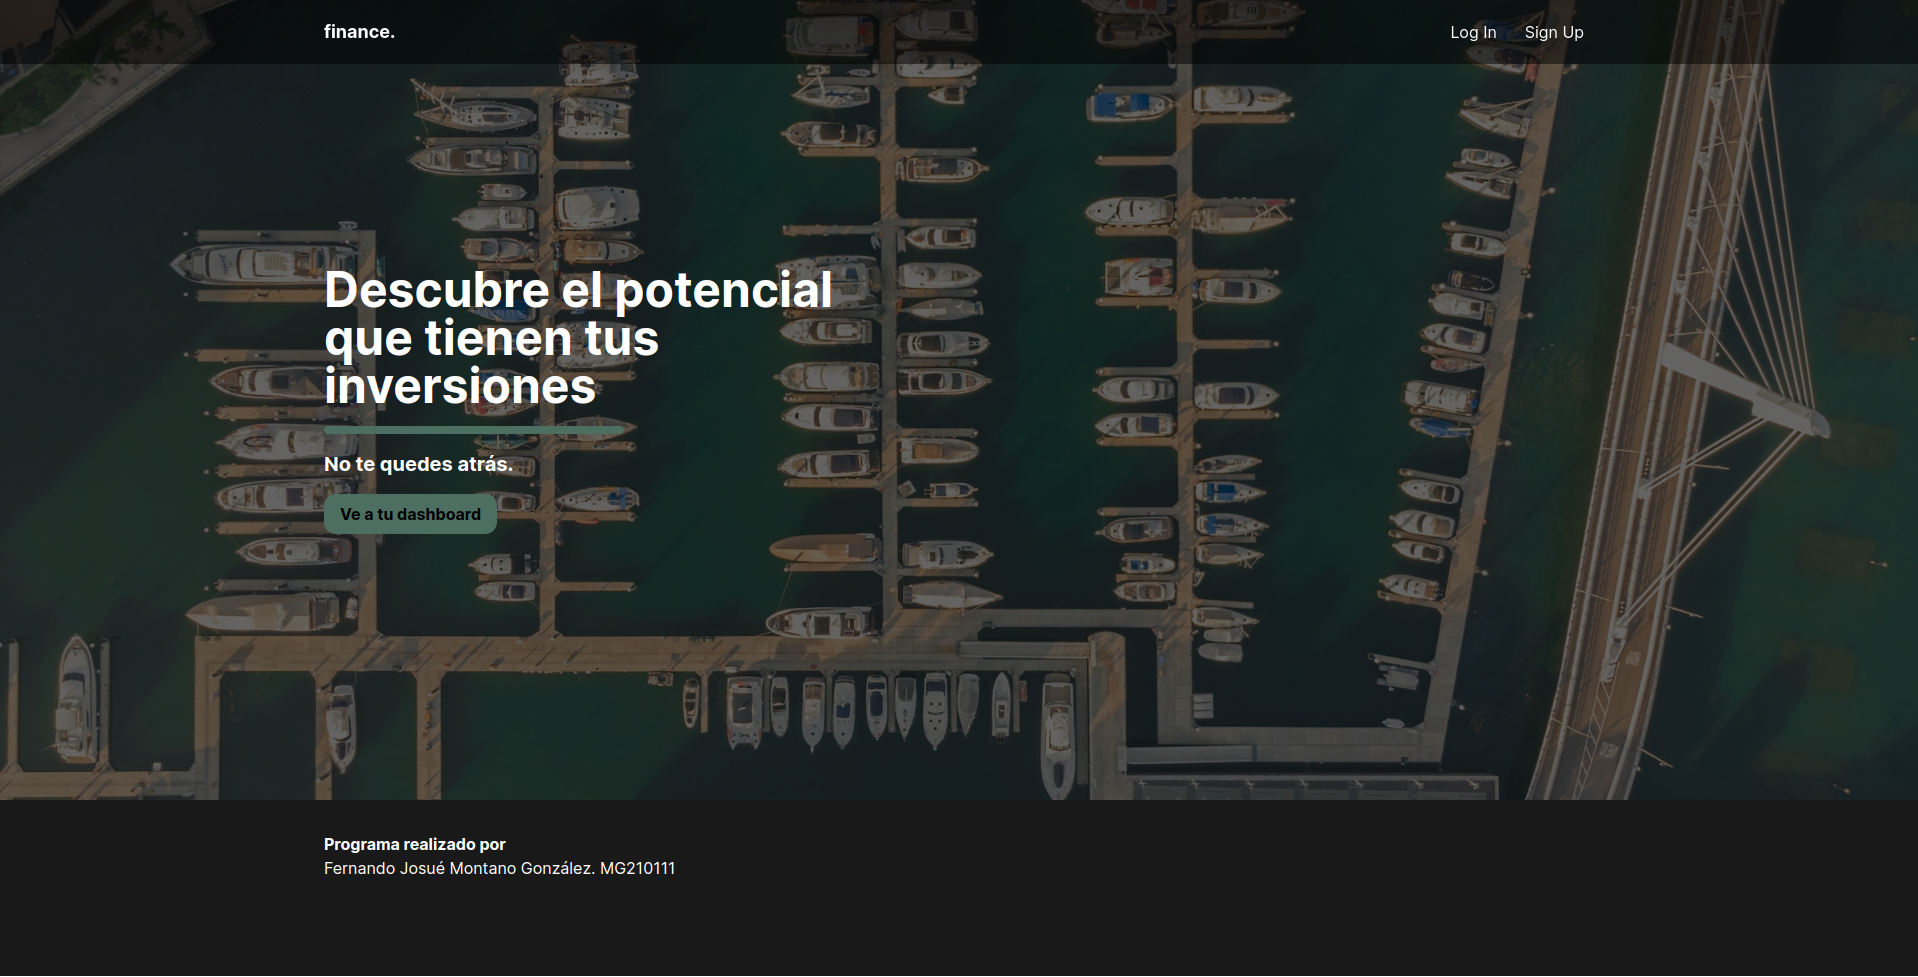 finance.
Log In
Sign Up
Descubre el potencial
que tienen tus
inversiones
No te quedes atrás.
Ve a tu dashboard
Programa realizado por
Fernando Josué Montano González. MG210111